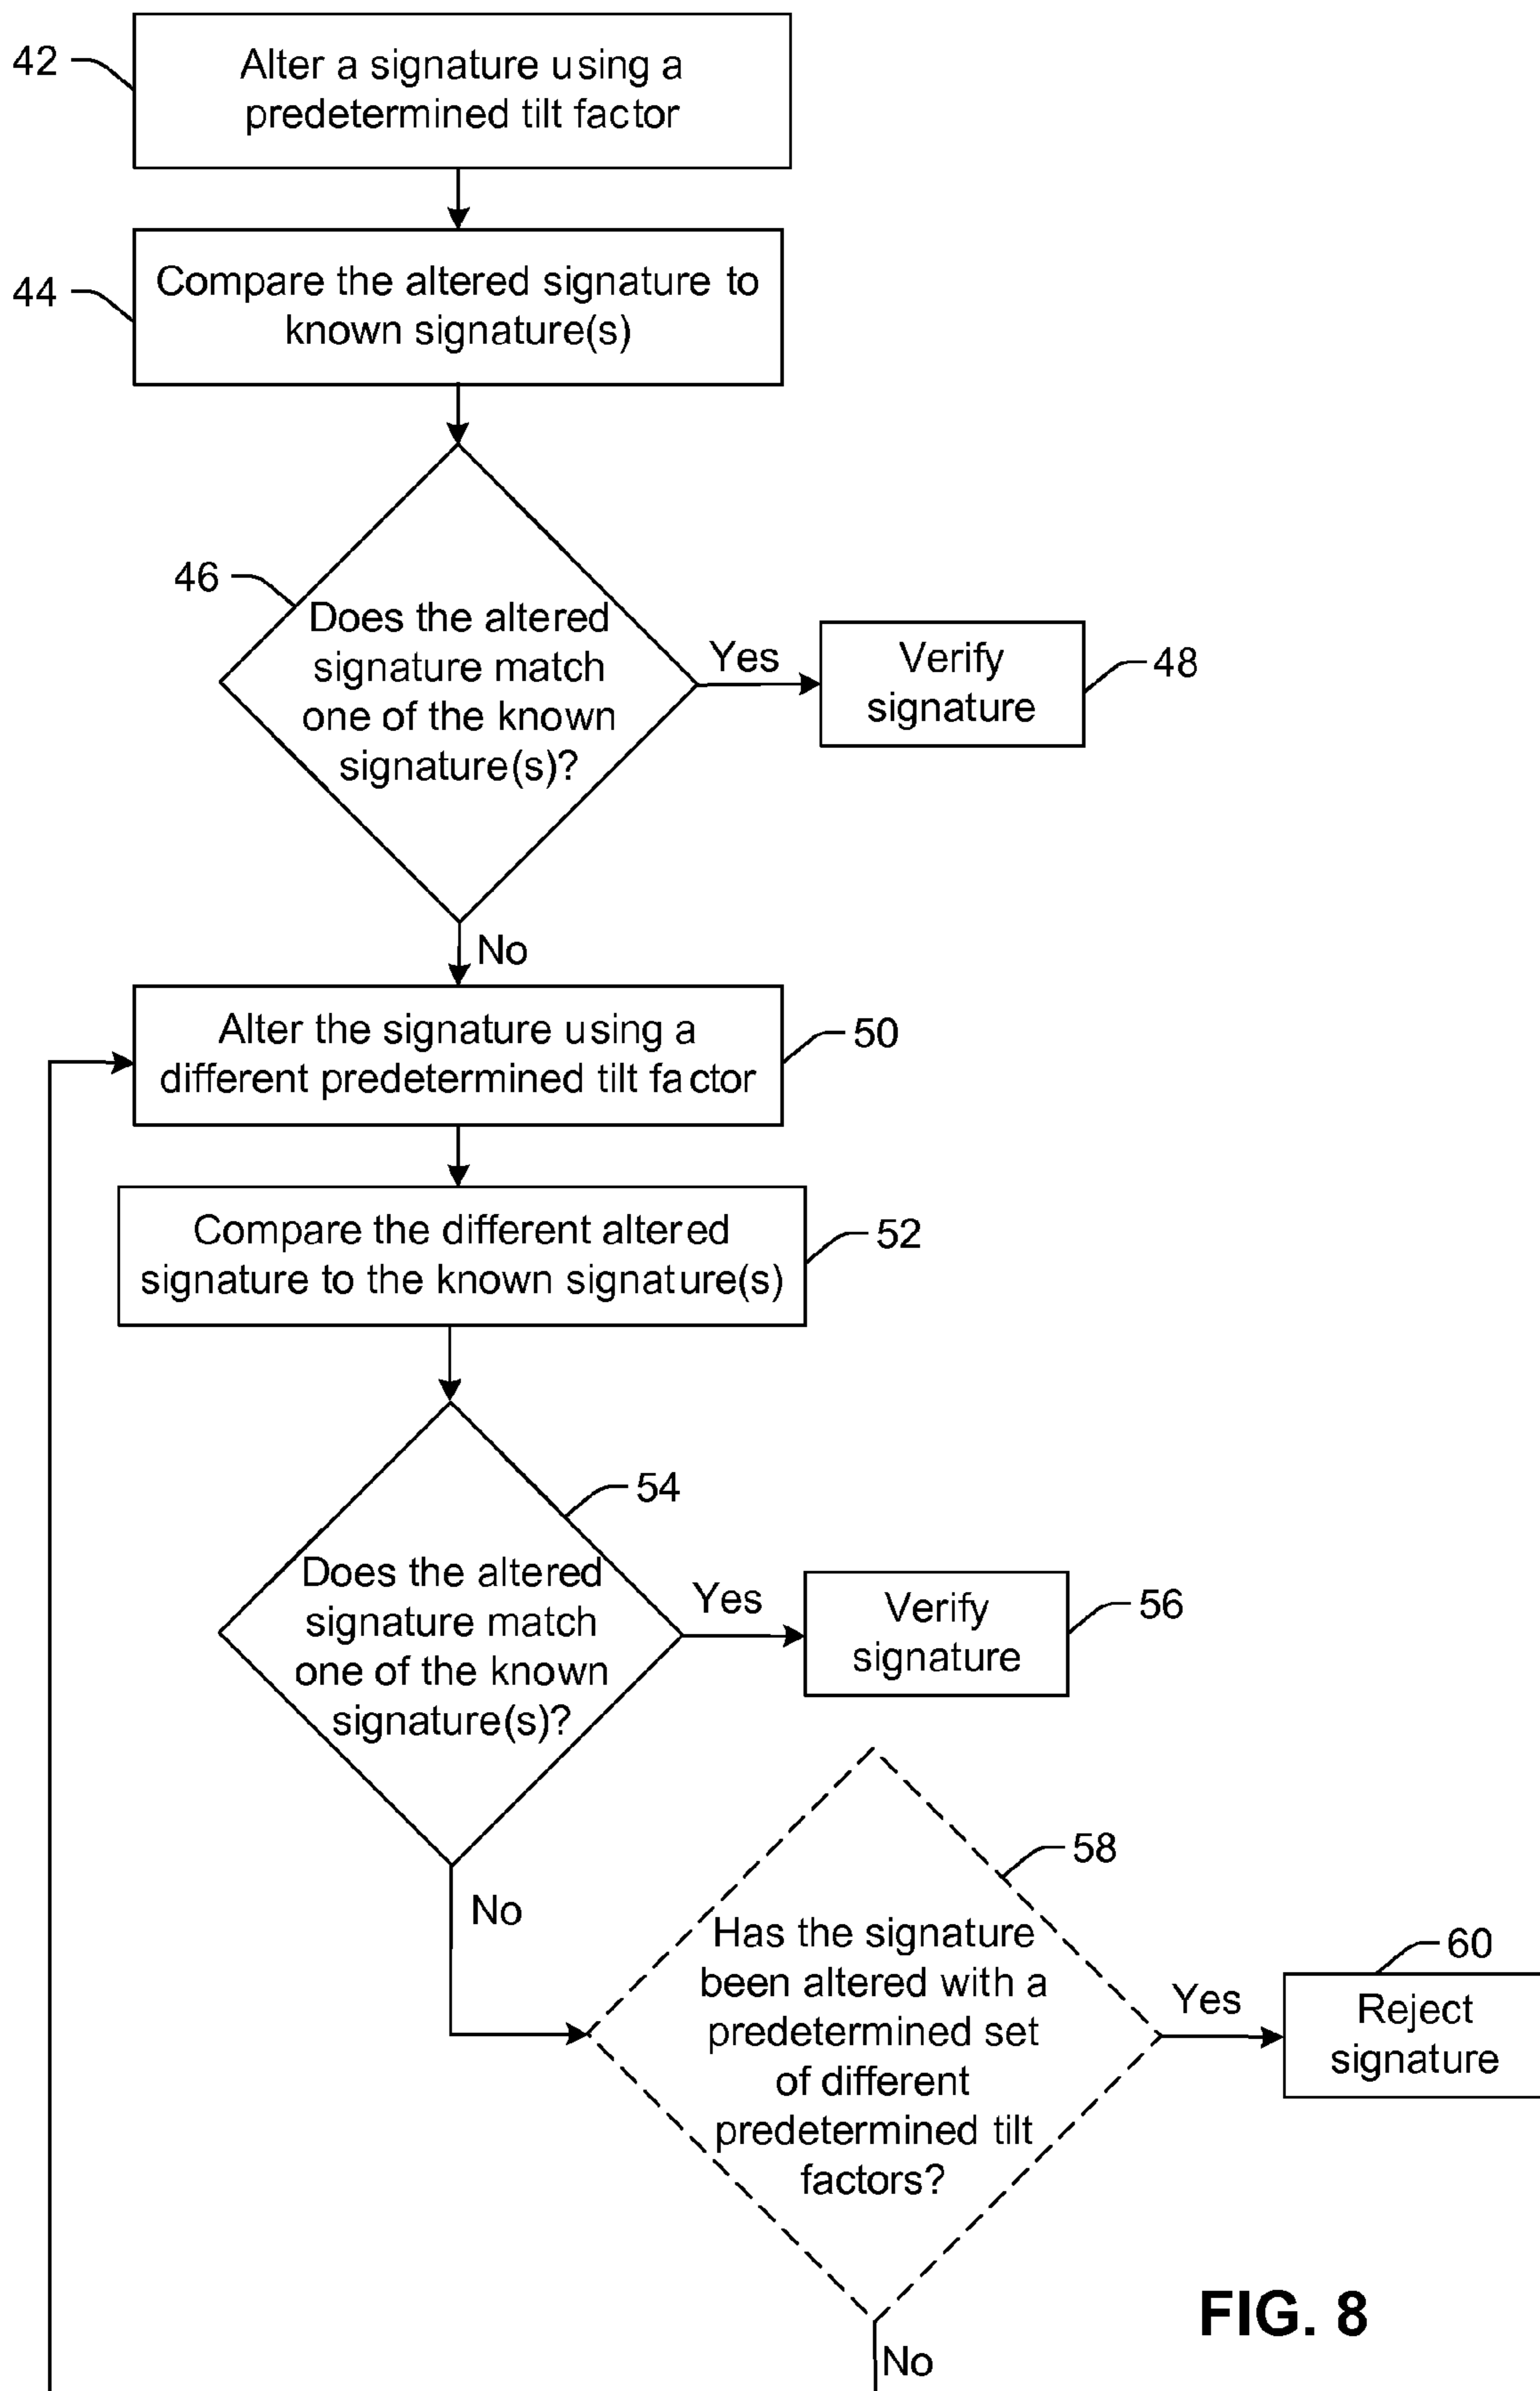 42
Alter a signature using a
predetermined tilt factor
44
Compare the altered signature to
known signature(s)
46
Does the altered
signature match
one of the known
signature(s)?
Yes
Verify
signature
48
No
Alter the signature using a
different predetermined tilt factor
50
Compare the different altered
signature to the known signature(s)
52
54
Does the altered
signature match
one of the known
signature(s)?
Yes
Verify
signature
56
No
58
Has the signature
been altered with a
predetermined set
of different
predetermined tilt
factors?
Yes
60
Reject
signature
No
FIG. 8